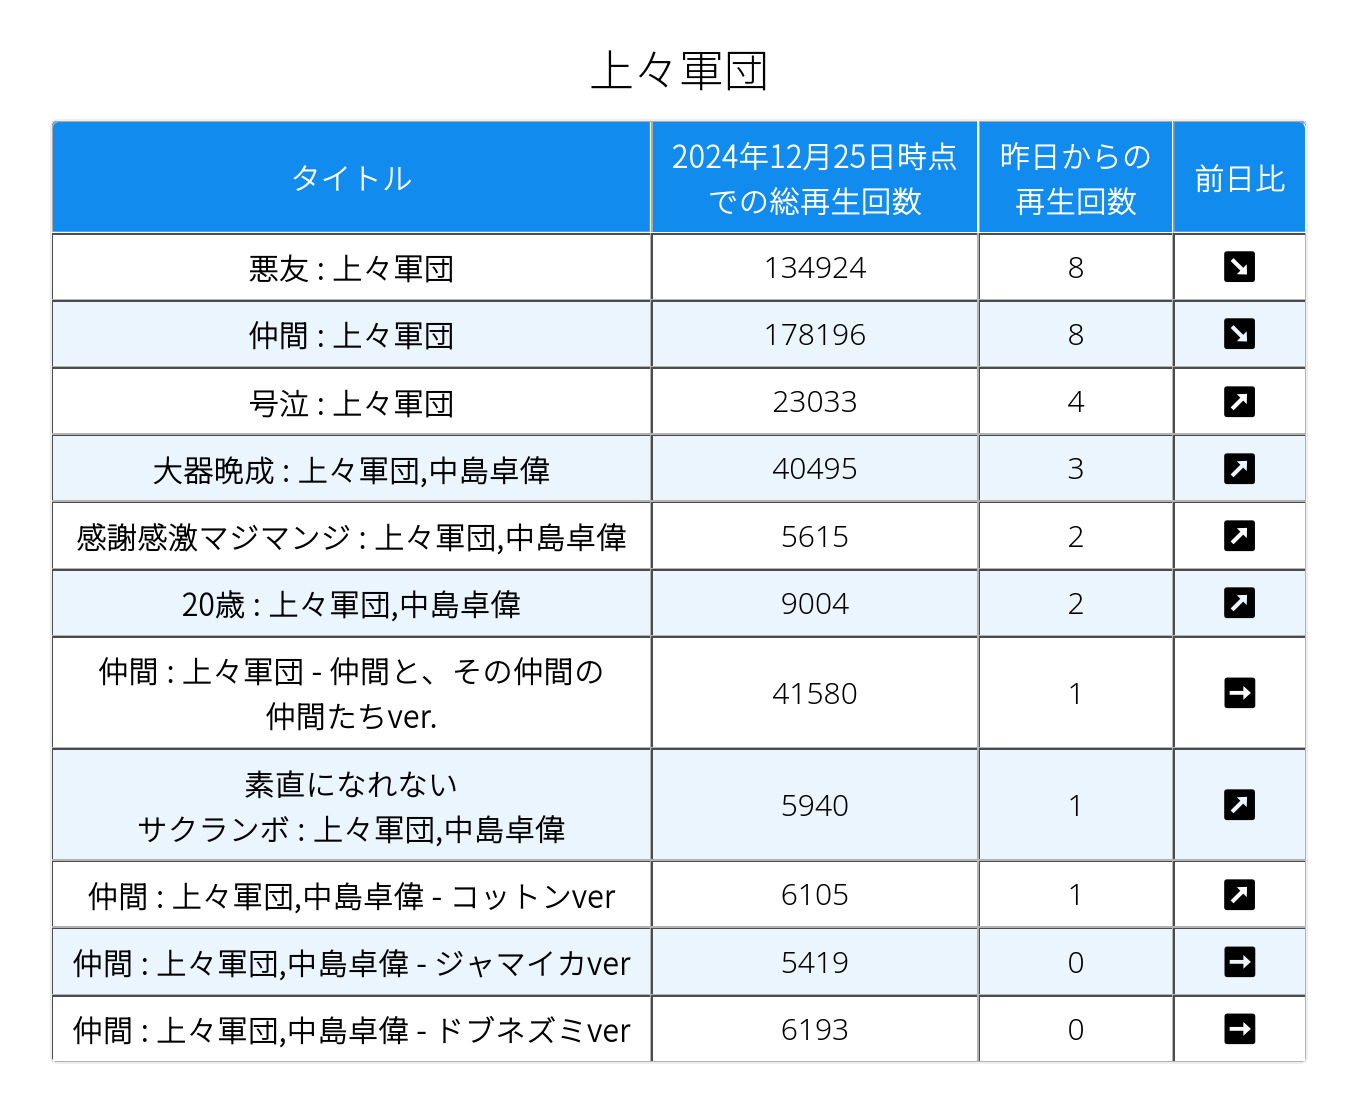 上々軍団
タイトル
2024年12月25日時点
での総再生回数
昨日からの
再生回数
前日比
悪友 : 上々軍団
134924
8
仲間 : 上々軍団
178196
8
号泣 : 上々軍団
23033
4
大器晩成 : 上々軍団,中島卓偉
40495
3
感謝感激マジマンジ : 上々軍団,中島卓偉
5615
2
20歳 : 上々軍団,中島卓偉
9004
2
仲間 : 上々軍団 - 仲間と、その仲間の
仲間たちver.
41580
1
素直になれない
サクランボ : 上々軍団,中島卓偉
5940
1
仲間 : 上々軍団,中島卓偉 - コットンver
6105
1
仲間 : 上々軍団,中島卓偉 - ジャマイカver
5419
0
仲間 : 上々軍団,中島卓偉 - ドブネズミver
6193
0